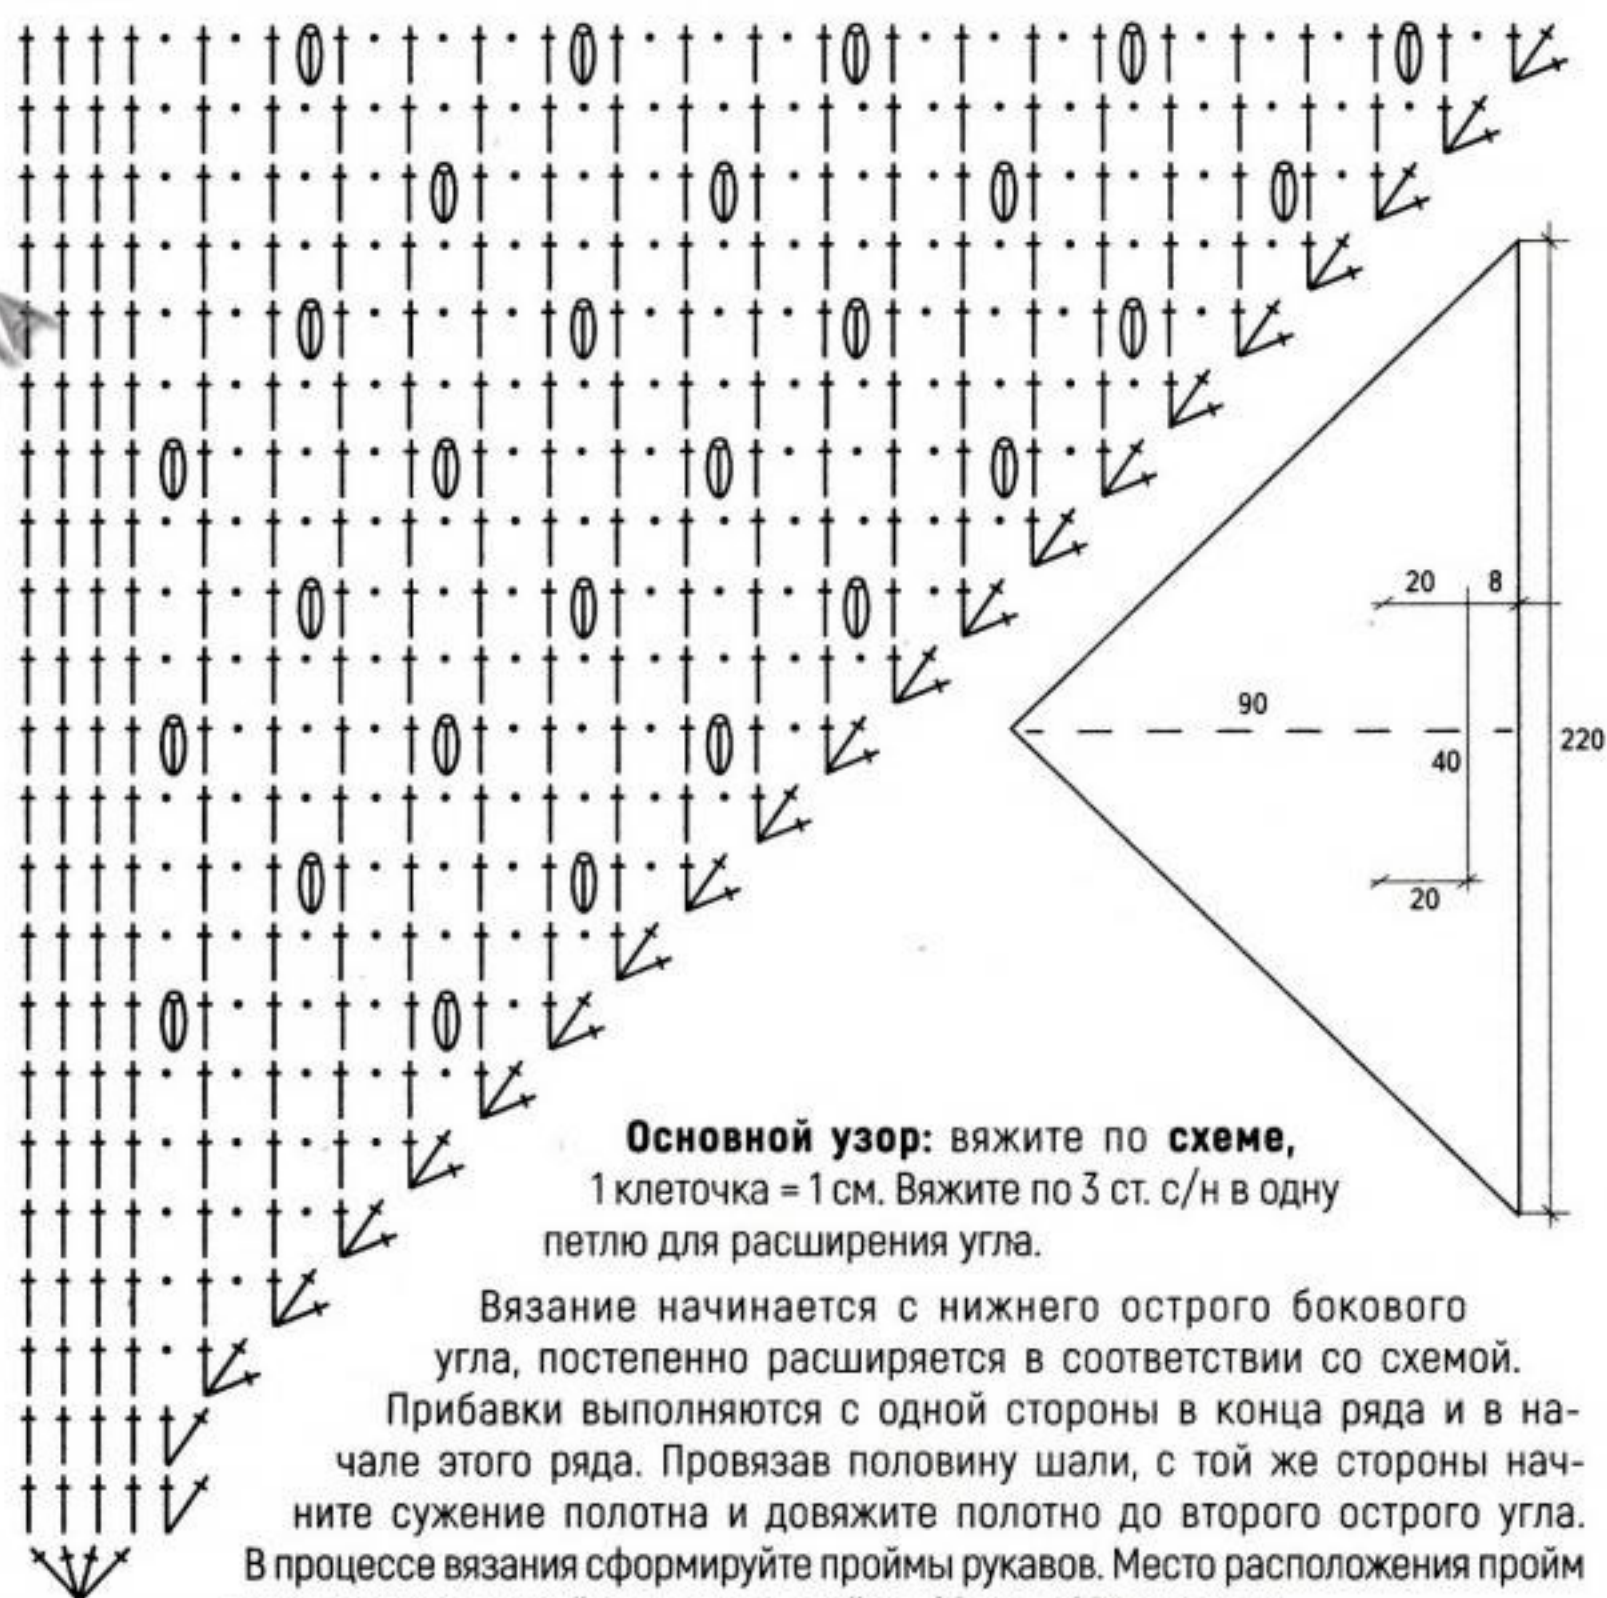 20 8
90
220
40
20
Основной узор: вяжите по схеме,
1 клеточка = 1 см. Вяжите по 3 ст. с/н в одну
петлю для расширения угла.
Вязание начинается с нижнего острого бокового
угла, постепенно расширяется в соответствии со схемой.
Прибавки выполняются с одной стороны в конца ряда и в на-
чале этого ряда. Провязав половину шали, с той же стороны нач-
ните сужение полотна и довяжите полотно до второго острого угла.
В процессе вязания сформируйте проймы рукавов. Место расположения пройм